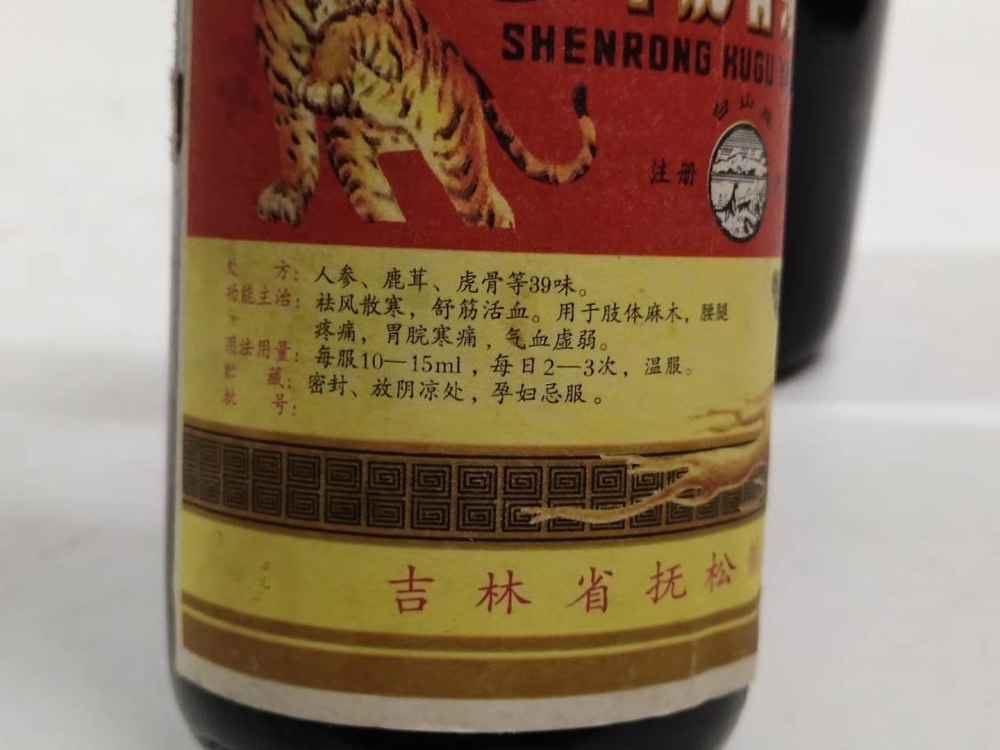 SHENRONG HUGU
白山
注册
处 方：人参、鹿茸、虎骨等39味。
功能主治：祛风散寒，舒筋活血。用于肢体麻木，腰腿
疼痛，胃脘寒痛，气血虚弱。
用法用量：每服10—15ml，每日2—3次，温服。
贮 藏：密封、放阴凉处，孕妇忌服。
批 号：
吉林省抚松